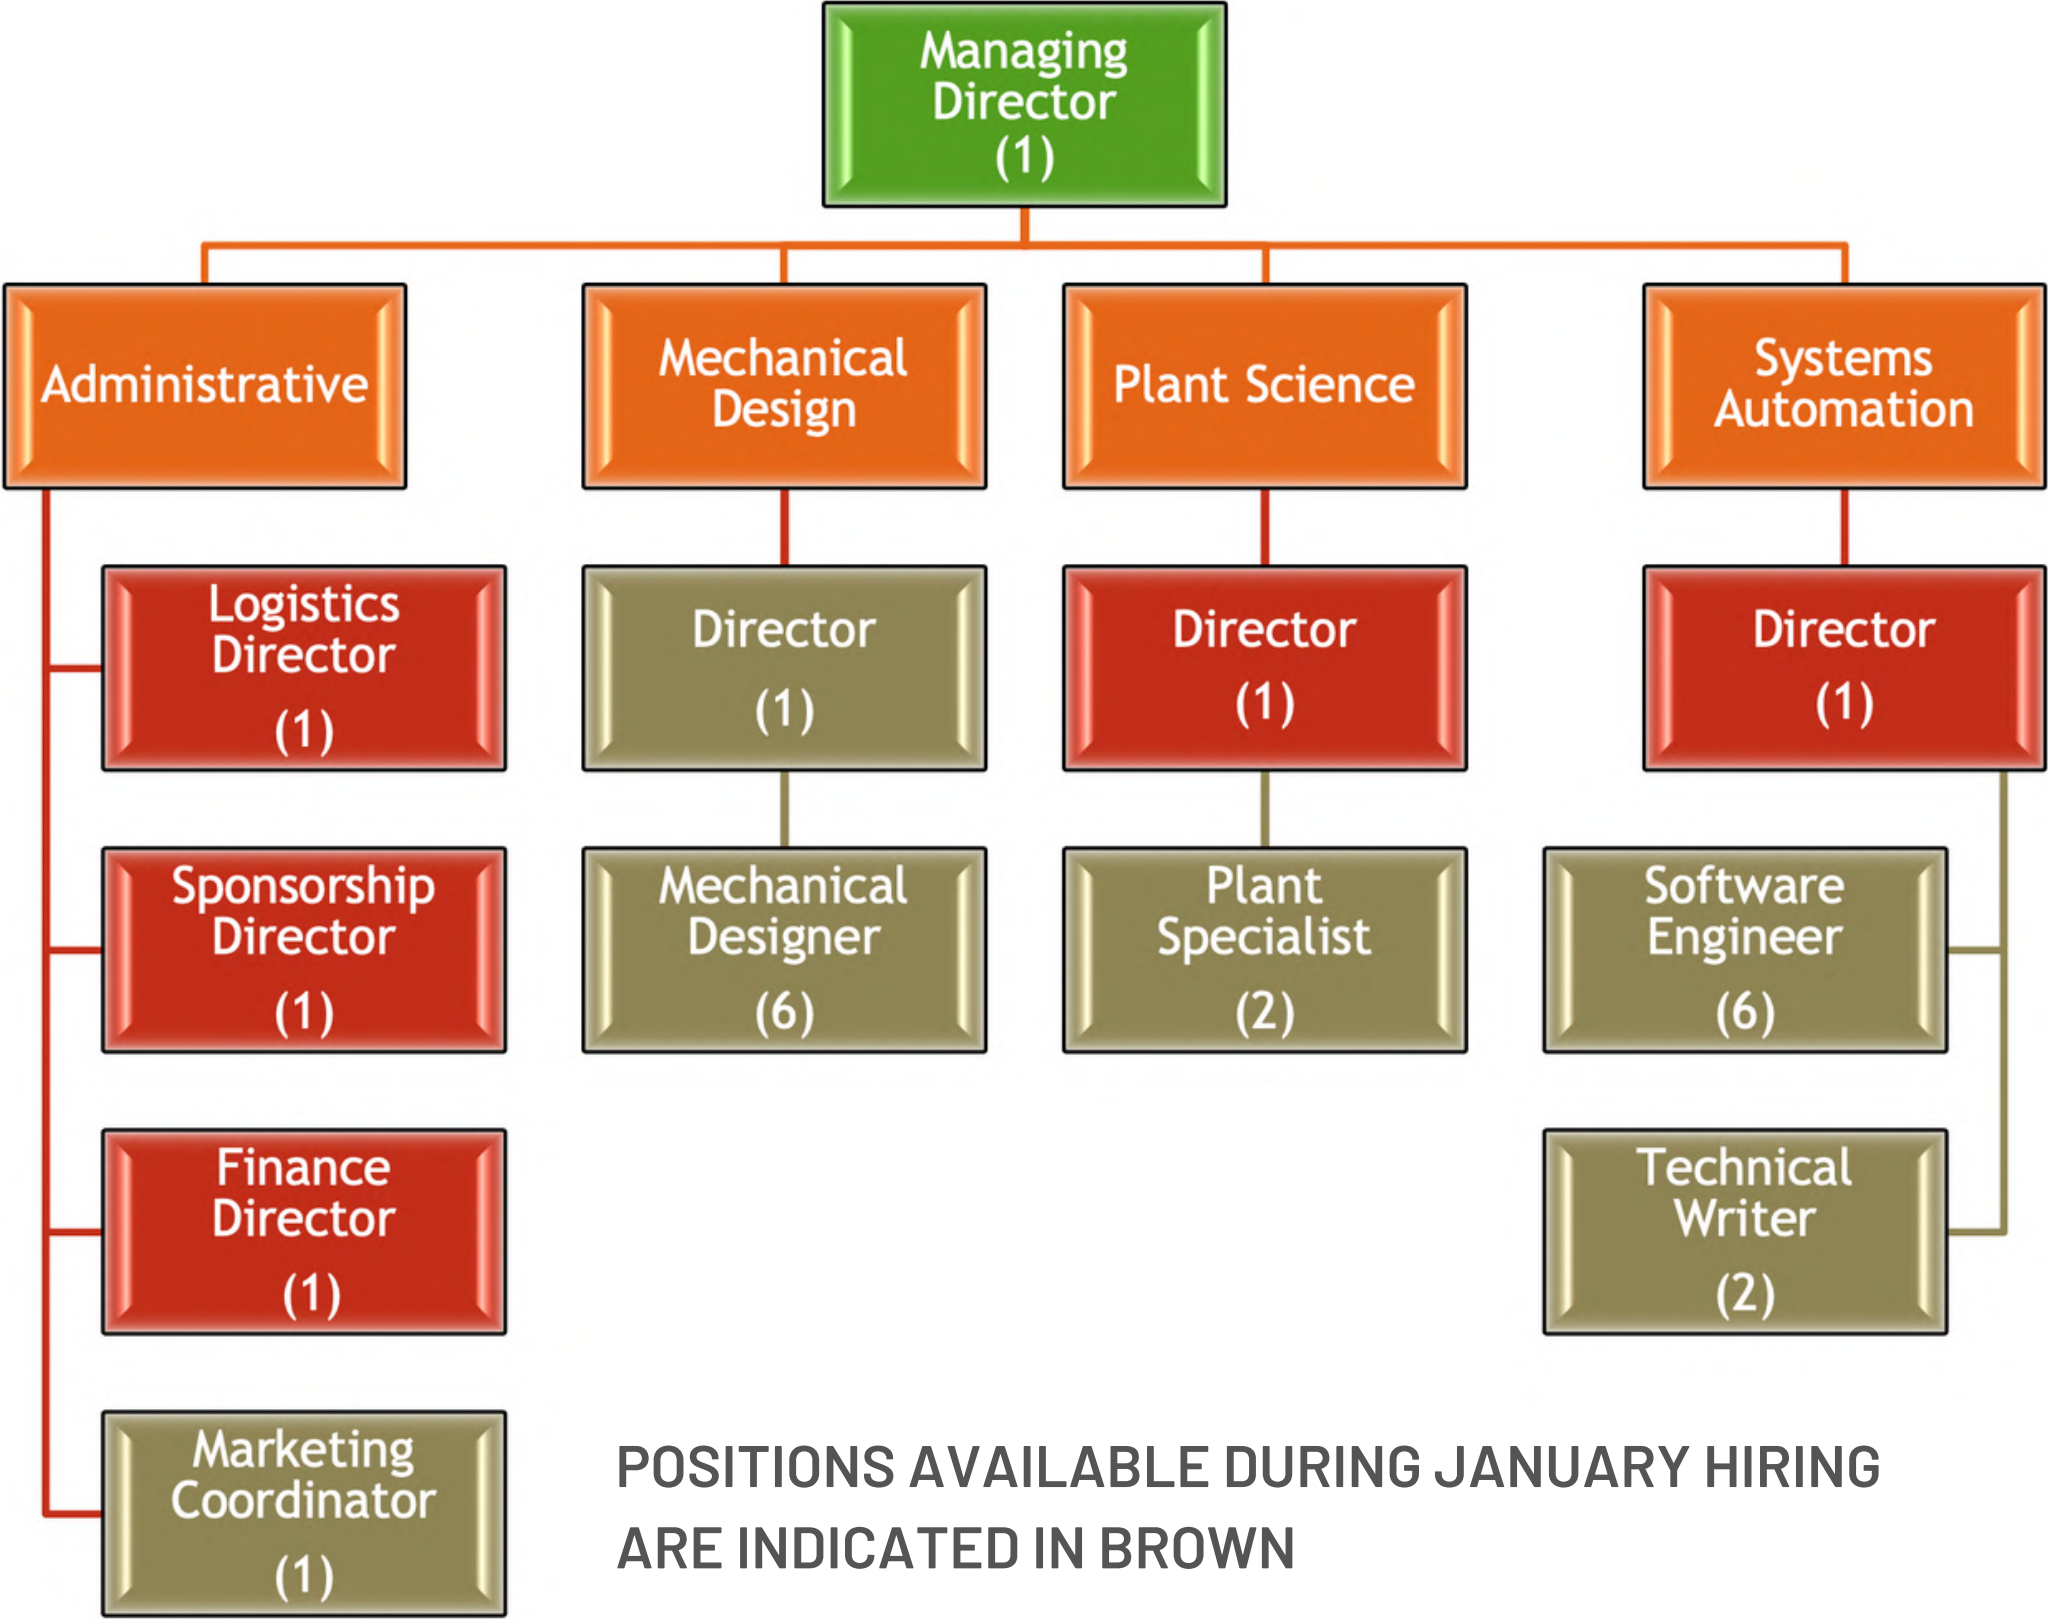 Managing
Director
(1)
Administrative
Mechanical
Design
Plant Science
Systems
Automation
Logistics
Director
(1)
Director
(1)
Director
(1)
Director
(1)
Sponsorship
Director
(1)
Mechanical
Designer
(6)
Plant
Specialist
(2)
Software
Engineer
(6)
Finance
Director
(1)
Technical
Writer
(2)
Marketing
Coordinator
(1)
POSITIONS AVAILABLE DURING JANUARY HIRING
ARE INDICATED IN BROWN